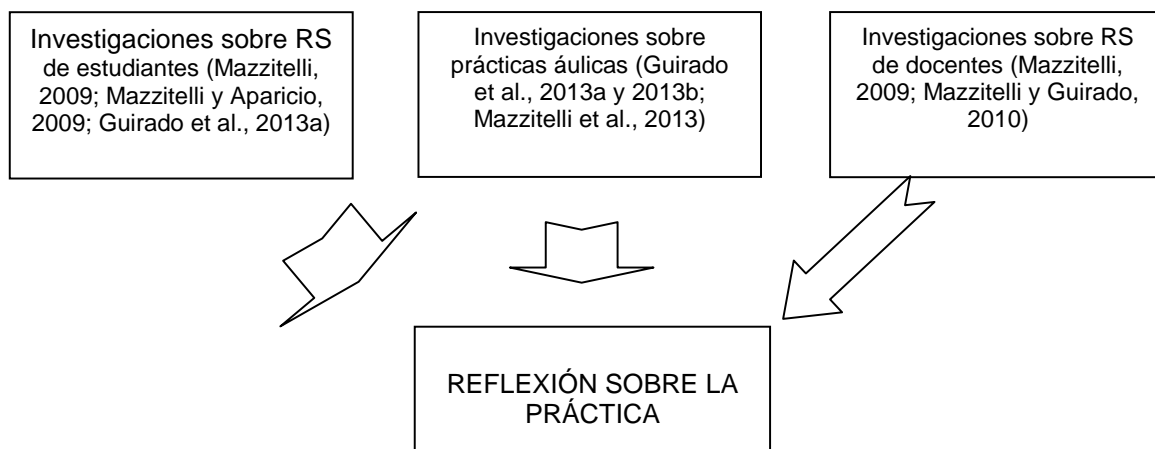 Investigaciones sobre RS
de estudiantes (Mazzitelli,
2009; Mazzitelli y Aparicio,
2009; Guirado et al., 2013a)
Investigaciones sobre
prácticas áulicas (Guirado
et al., 2013a y 2013b;
Mazzitelli et al., 2013)
Investigaciones sobre RS
de docentes (Mazzitelli,
2009; Mazzitelli y Guirado,
2010)
REFLEXIÓN SOBRE LA
PRÁCTICA